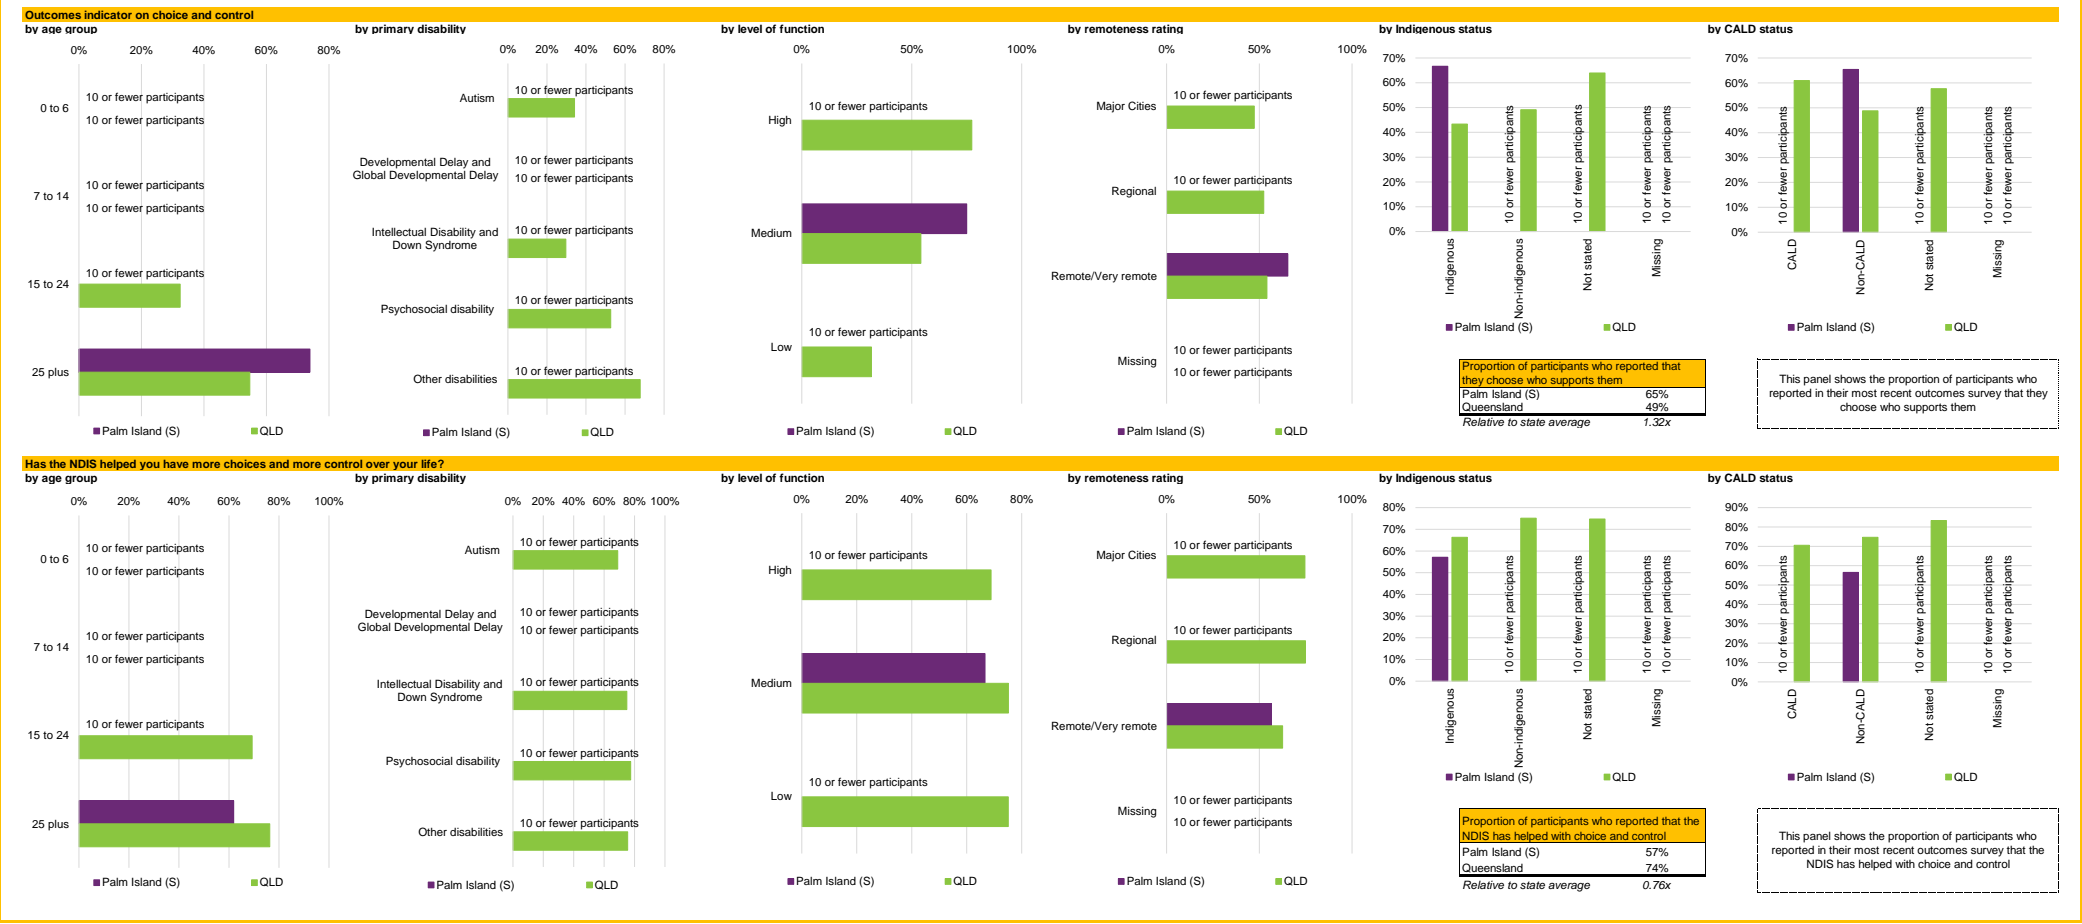 Outcomes indicator on choice and control
by age group
0% 20% 40% 60% 80%
0 to 6
10 or fewer participants
10 or fewer participants
7 to 14
10 or fewer participants
10 or fewer participants
15 to 24
10 or fewer participants
25 plus
Palm Island (S) QLD
by primary disability
0% 20% 40% 60% 80%
Autism
10 or fewer participants
Developmental Delay and
Global Developmental Delay
10 or fewer participants
10 or fewer participants
Intellectual Disability and
Down Syndrome
10 or fewer participants
Psychosocial disability
10 or fewer participants
Other disabilities
10 or fewer participants
Palm Island (S) QLD
by level of function
0% 50% 100%
High
10 or fewer participants
Medium
Low
10 or fewer participants
Palm Island (S) QLD
by remoteness rating
0% 50% 100%
Major Cities
10 or fewer participants
Regional
10 or fewer participants
Remote/Very remote
Missing
10 or fewer participants
10 or fewer participants
Palm Island (S) QLD
by Indigenous status
70%
60%
50%
40%
30%
20%
10%
0%
10 or fewer participants
10 or fewer participants
10 or fewer participants
10 or fewer participants
Indigenous
Non-indigenous
Not stated
Missing
Palm Island (S) QLD
Proportion of participants who reported that
they choose who supports them
Palm Island (S) 65%
Queensland 49%
Relative to state average 1.32x
by CALD status
70%
60%
50%
40%
30%
20%
10%
0%
10 or fewer participants
10 or fewer participants
10 or fewer participants
10 or fewer participants
CALD
Non-CALD
Not stated
Missing
Palm Island (S) QLD
This panel shows the proportion of participants who
reported in their most recent outcomes survey that they
choose who supports them
Has the NDIS helped you have more choices and more control over your life?
by age group
0% 20% 40% 60% 80% 100%
0 to 6
10 or fewer participants
10 or fewer participants
7 to 14
10 or fewer participants
10 or fewer participants
15 to 24
10 or fewer participants
25 plus
Palm Island (S) QLD
by primary disability
0% 20% 40% 60% 80% 100%
Autism
10 or fewer participants
Developmental Delay and
Global Developmental Delay
10 or fewer participants
10 or fewer participants
Intellectual Disability and
Down Syndrome
10 or fewer participants
Psychosocial disability
10 or fewer participants
Other disabilities
10 or fewer participants
Palm Island (S) QLD
by level of function
0% 20% 40% 60% 80%
High
10 or fewer participants
Medium
Low
10 or fewer participants
Palm Island (S) QLD
by remoteness rating
0% 50% 100%
Major Cities
10 or fewer participants
Regional
10 or fewer participants
Remote/Very remote
Missing
10 or fewer participants
10 or fewer participants
Palm Island (S) QLD
by Indigenous status
80%
70%
60%
50%
40%
30%
20%
10%
0%
10 or fewer participants
10 or fewer participants
10 or fewer participants
10 or fewer participants
Indigenous
Non-indigenous
Not stated
Missing
Palm Island (S) QLD
Proportion of participants who reported that the
NDIS has helped with choice and control
Palm Island (S) 57%
Queensland 74%
Relative to state average 0.76x
by CALD status
90%
80%
70%
60%
50%
40%
30%
20%
10%
0%
10 or fewer participants
10 or fewer participants
10 or fewer participants
10 or fewer participants
CALD
Non-CALD
Not stated
Missing
Palm Island (S) QLD
This panel shows the proportion of participants who
reported in their most recent outcomes survey that the
NDIS has helped with choice and control